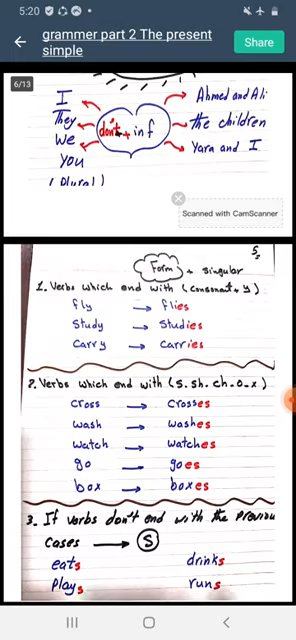 5:20
grammer part 2 The present
simple
Share
6/13
I
They
We
You
(Plural)
don't + inf
Ahmed and Ali
the children
Yara and I
Scanned with CamScanner
Form + singular
1. Verbs which end with (consonant + y)
fly → flies
Study → Studies
Carry → Carries
2. Verbs which end with (s. sh. ch. o. x)
cross → crosses
wash → washes
watch → watches
go → goes
box → boxes
3. If verbs don't end with the previou
cases → S
eats drinks
Plays runs